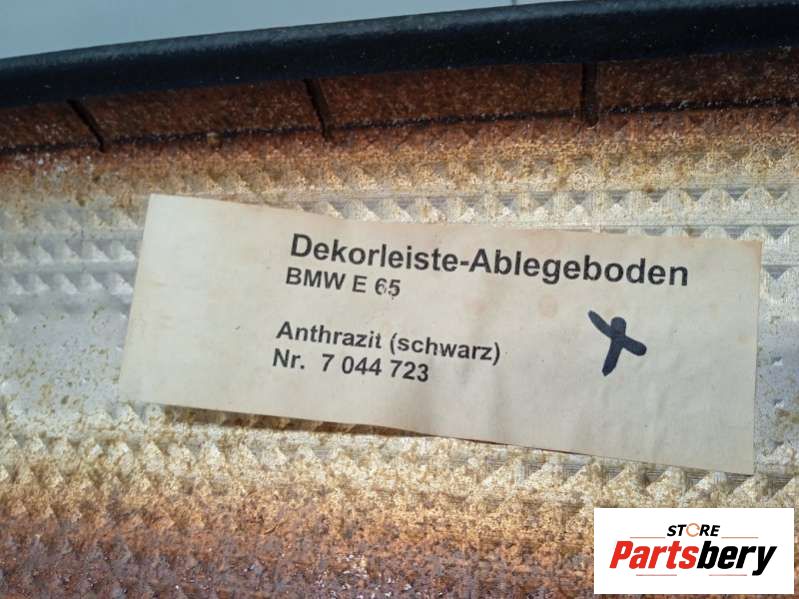 Dekorleiste-Ablegeboden
BMW E 65
Anthrazit (schwarz)
Nr. 7 044 723
STORE
Partsbery